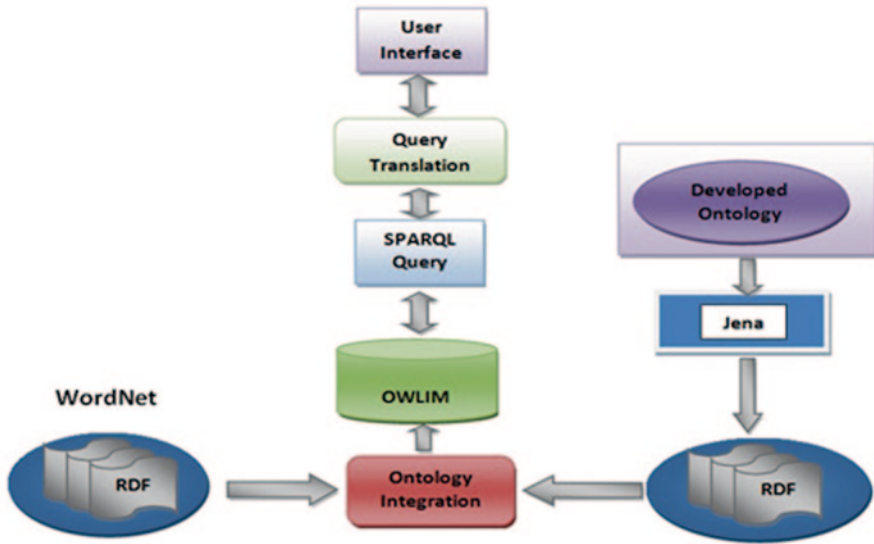 User
Interface
Query
Translation
SPARQL
Query
OWLIM
Ontology
Integration
WordNet
RDF
Developed
Ontology
Jena
RDF